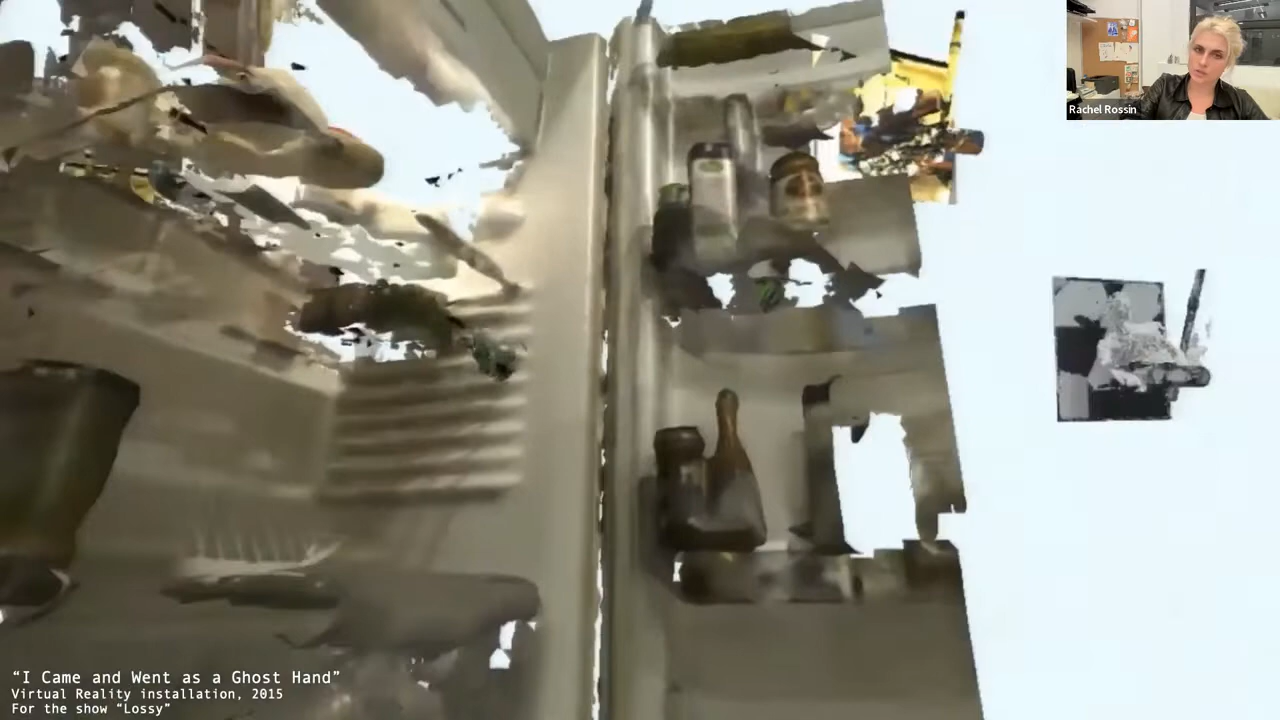 Rachel Rossin
“I Came and Went as a Ghost Hand”
Virtual Reality installation, 2015
For the show “Lossy”